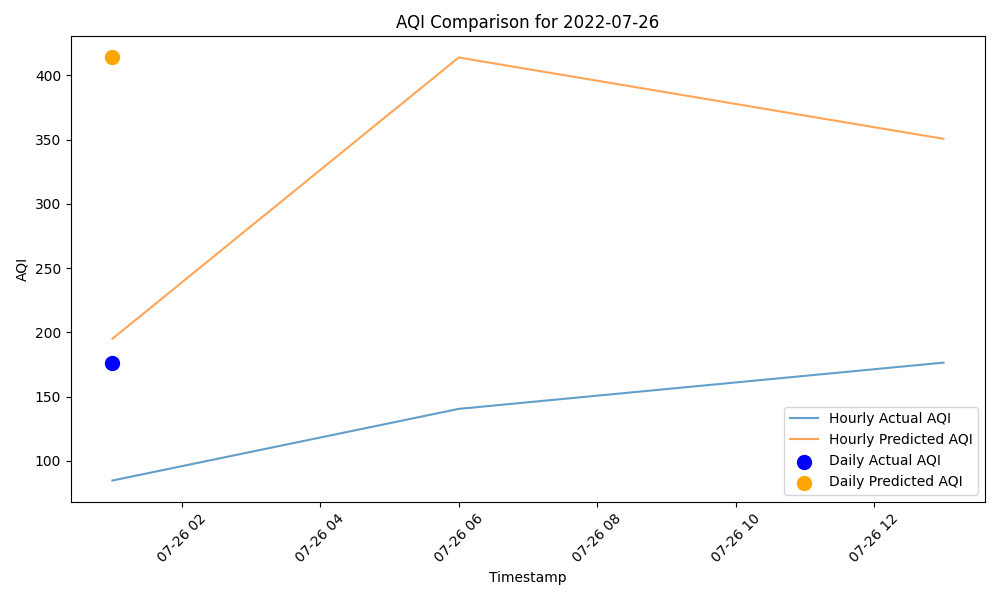 AQI Comparison for 2022-07-26
AQI
400
350
300
250
200
150
100
Hourly Actual AQI
Hourly Predicted AQI
Daily Actual AQI
Daily Predicted AQI
07-26 02
07-26 04
07-26 06
07-26 08
07-26 10
07-26 12
Timestamp